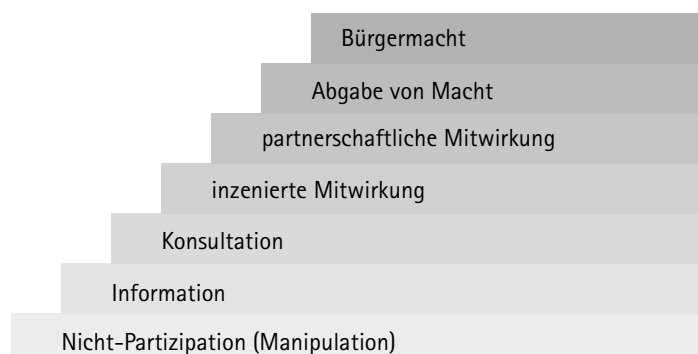 Bürgermacht
Abgabe von Macht
partnerschaftliche Mitwirkung
inzenierte Mitwirkung
Konsultation
Information
Nicht-Partizipation (Manipulation)